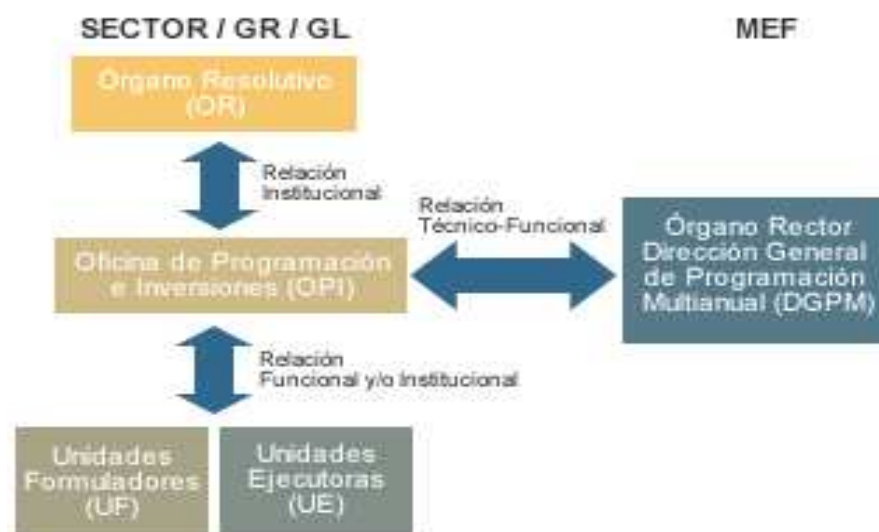 SECTOR / GR / GL
MEF
Órgano Resolutivo
(OR)
Relación
Institucional
Relación
Técnico-Funcional
Órgano Rector
Dirección General
de Programación
Multianual (DGPM)
Oficina de Programación
e Inversiones (OPI)
Relación
Funcional y/o Institucional
Unidades
Formuladores
(UF)
Unidades
Ejecutoras
(UE)